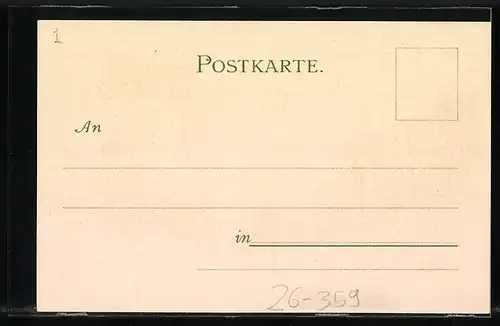 1
POSTKARTE.
An
in
26-359